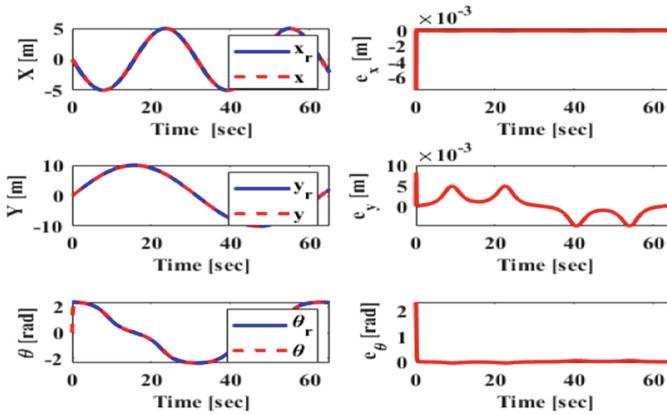 X [m]
5
0
-5
0 20 40 60
Time [sec]
x_r
x
e_x [m]
× 10^-3
0
-2
-4
-6
0 20 40 60
Time [sec]
Y [m]
10
0
-10
0 20 40 60
Time [sec]
y_r
y
e_y [m]
× 10^-3
10
5
0
0 20 40 60
Time [sec]
θ [rad]
2
0
-2
0 20 40 60
Time [sec]
θ_r
θ
e_θ [rad]
2
0
0 20 40 60
Time [sec]